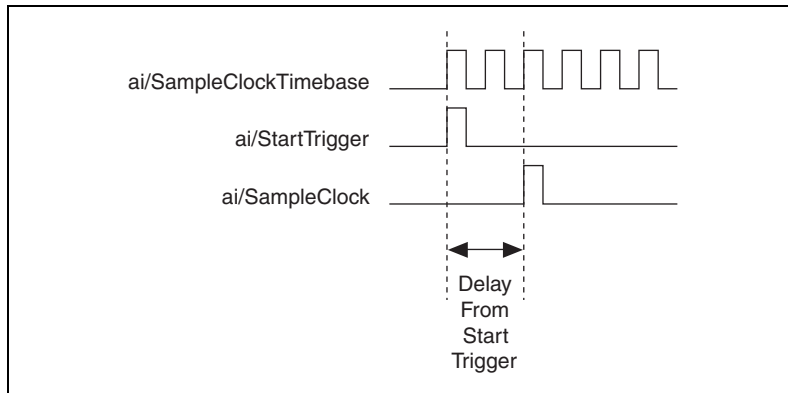 ai/SampleClockTimebase
ai/StartTrigger
ai/SampleClock
Delay
From
Start
Trigger